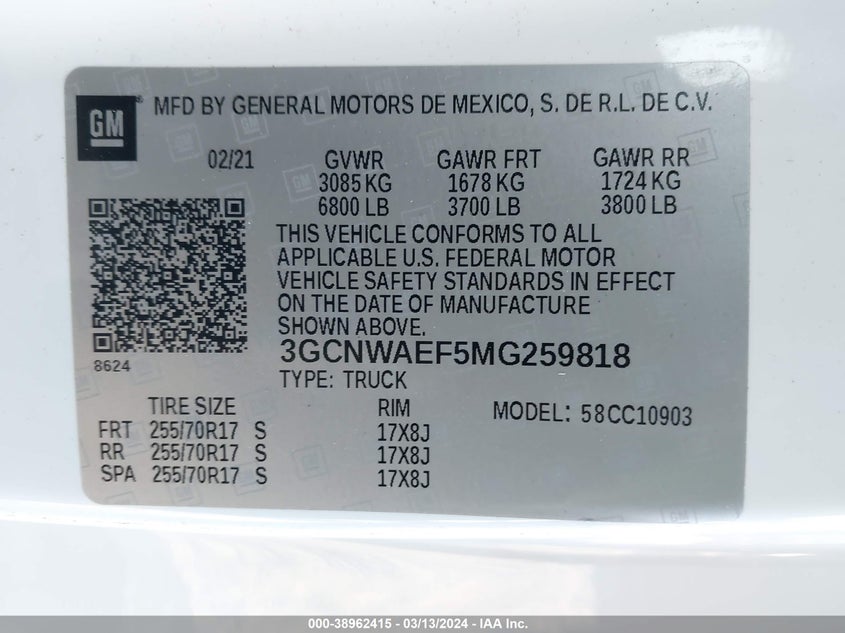 GM® MFD BY GENERAL MOTORS DE MEXICO, S. DE R.L. DE C.V.
02/21 GVWR GAWR FRT GAWR RR
3085 KG 1678 KG 1724 KG
6800 LB 3700 LB 3800 LB
THIS VEHICLE CONFORMS TO ALL
APPLICABLE U.S. FEDERAL MOTOR
VEHICLE SAFETY STANDARDS IN EFFECT
ON THE DATE OF MANUFACTURE
SHOWN ABOVE.
3GCNWAEF5MG259818
8624
TYPE: TRUCK
TIRE SIZE RIM MODEL: 58CC10903
FRT 255/70R17 S 17X8J
RR 255/70R17 S 17X8J
SPA 255/70R17 S 17X8J
000-38962415 - 03/13/2024 - IAA Inc.